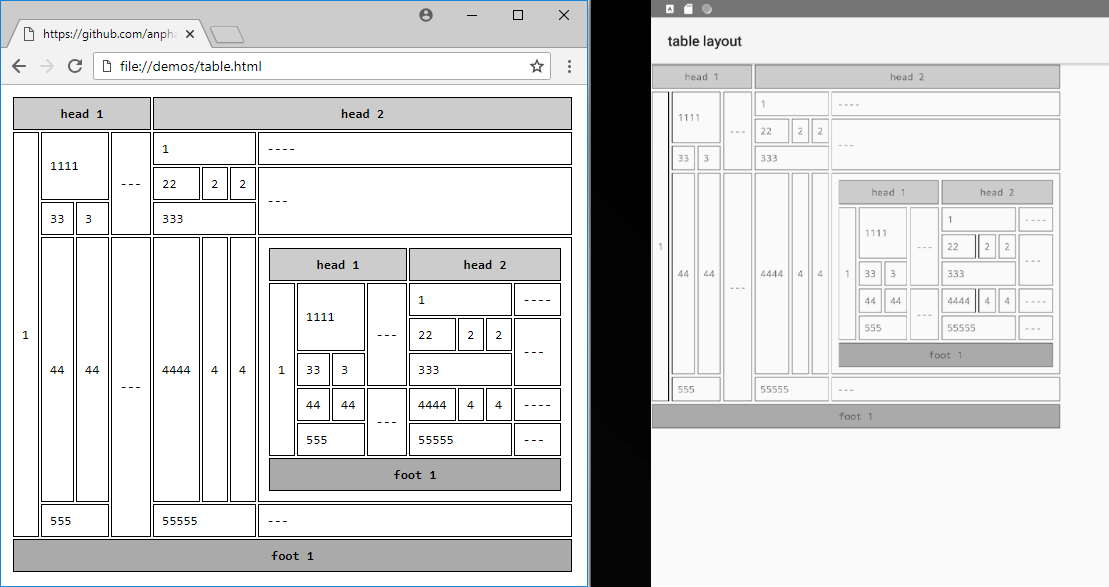 https://github.com/anpha
file://demos/table.html
head 1 head 2
1 1111 --- 1 ----
22 2 2 ---
33 3 333
44 44 --- 4444 4 4
head 1 head 2
1 1111 --- 1 ----
22 2 2 ---
33 3 333
44 44 --- 4444 4 4 ----
555 55555 ---
foot 1
555 55555 ---
foot 1
A
table layout
head 1 head 2
1 1111 --- 1 ----
22 2 2 ---
33 3 333
44 44 --- 4444 4 4
head 1 head 2
1 1111 --- 1 ----
22 2 2 ---
33 3 333
44 44 --- 4444 4 4 ----
555 55555 ---
foot 1
555 55555 ---
foot 1